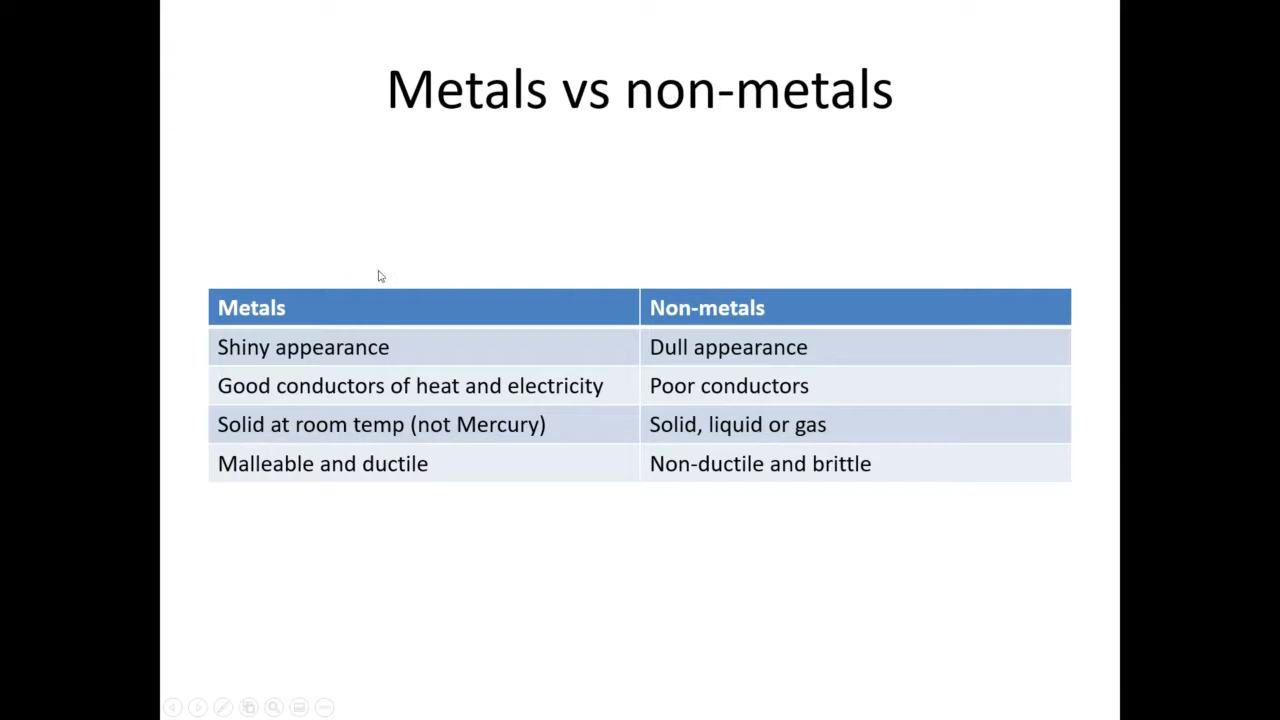 Metals vs non-metals
Metals Non-metals
Shiny appearance Dull appearance
Good conductors of heat and electricity Poor conductors
Solid at room temp (not Mercury) Solid, liquid or gas
Malleable and ductile Non-ductile and brittle